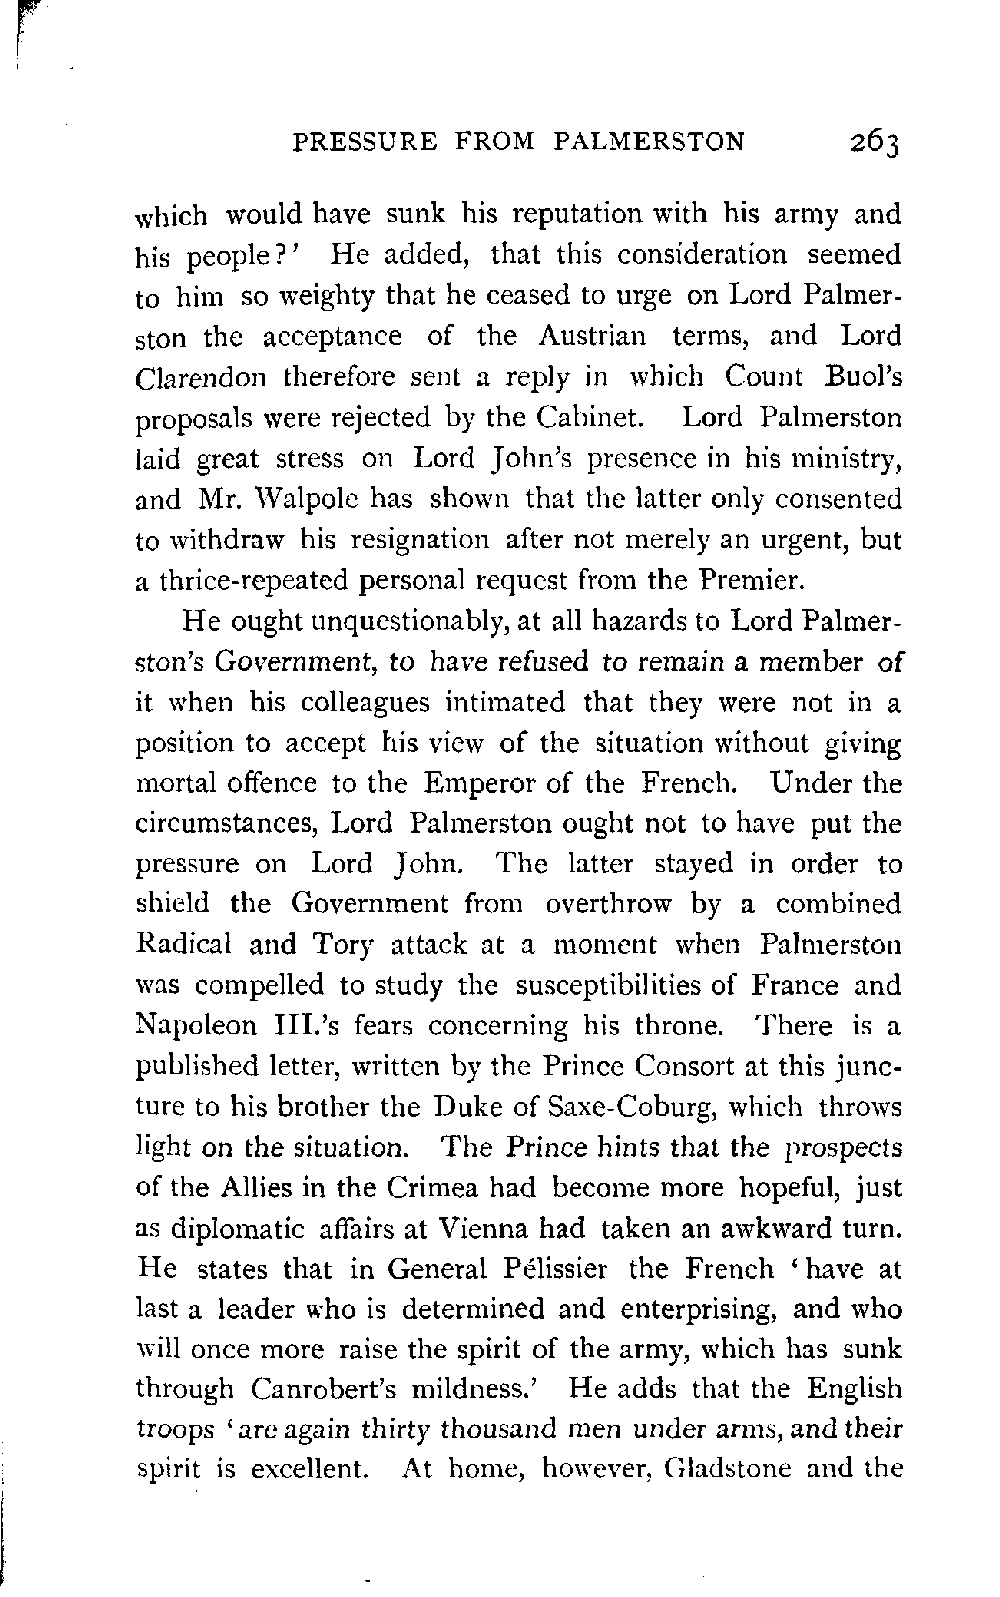 PRESSURE FROM PALMERSTON 263
which would have sunk his reputation with his army and
his people?' He added, that this consideration seemed
to him so weighty that he ceased to urge on Lord Palmer-
ston the acceptance of the Austrian terms, and Lord
Clarendon therefore sent a reply in which Count Buol's
proposals were rejected by the Cabinet. Lord Palmerston
laid great stress on Lord John's presence in his ministry,
and Mr. Walpole has shown that the latter only consented
to withdraw his resignation after not merely an urgent, but
a thrice-repeated personal request from the Premier.
He ought unquestionably, at all hazards to Lord Palmer-
ston's Government, to have refused to remain a member of
it when his colleagues intimated that they were not in a
position to accept his view of the situation without giving
mortal offence to the Emperor of the French. Under the
circumstances, Lord Palmerston ought not to have put the
pressure on Lord John. The latter stayed in order to
shield the Government from overthrow by a combined
Radical and Tory attack at a moment when Palmerston
was compelled to study the susceptibilities of France and
Napoleon III.'s fears concerning his throne. There is a
published letter, written by the Prince Consort at this junc-
ture to his brother the Duke of Saxe-Coburg, which throws
light on the situation. The Prince hints that the prospects
of the Allies in the Crimea had become more hopeful, just
as diplomatic affairs at Vienna had taken an awkward turn.
He states that in General Pélissier the French 'have at
last a leader who is determined and enterprising, and who
will once more raise the spirit of the army, which has sunk
through Canrobert's mildness.' He adds that the English
troops 'are again thirty thousand men under arms, and their
spirit is excellent. At home, however, Gladstone and the